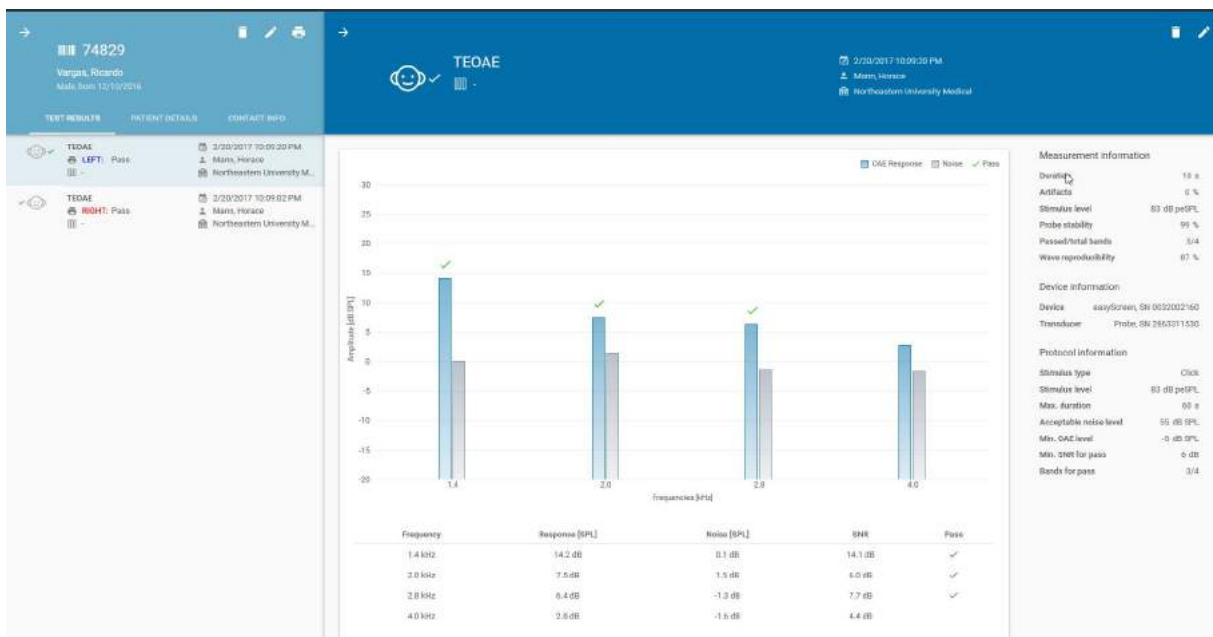 74829
Vargas, Ricardo
Male, born 12/10/2016
TEST RESULTS PATIENT DETAILS CONTACT INFO
TEOAE
LEFT: Pass
-
2/20/2017 10:09:20 PM
Mann, Horace
Northeastern University M...
TEOAE
RIGHT: Pass
-
2/20/2017 10:09:02 PM
Mann, Horace
Northeastern University M...
TEOAE
-
2/20/2017 10:09:20 PM
Mann, Horace
Northeastern University Medical
OAE Response Noise Pass
Amplitude [dB SPL]
30
25
20
15
10
5
0
-5
-10
-15
-20
1.4 2.0 2.8 4.0
Frequencies [kHz]
Frequency Response [SPL] Noise [SPL] SNR Pass
1.4 kHz 14.2 dB 0.1 dB 14.1 dB
2.0 kHz 7.5 dB 1.5 dB 6.0 dB
2.8 kHz 6.4 dB -1.3 dB 7.7 dB
4.0 kHz 2.8 dB -1.6 dB 4.4 dB
Measurement information
Duration 10 s
Artifacts 0 %
Stimulus level 83 dB peSPL
Probe stability 99 %
Passed/total bands 3/4
Wave reproducibility 87 %
Device information
Device easyScreen, SN 0032002160
Transducer Probe, SN
Protocol information
Stimulus type Click
Stimulus level 83 dB peSPL
Max. duration 60 s
Acceptable noise level 55 dB SPL
Min. OAE level dB SPL
Min. SNR for pass 6 dB
Bands for pass 3/4